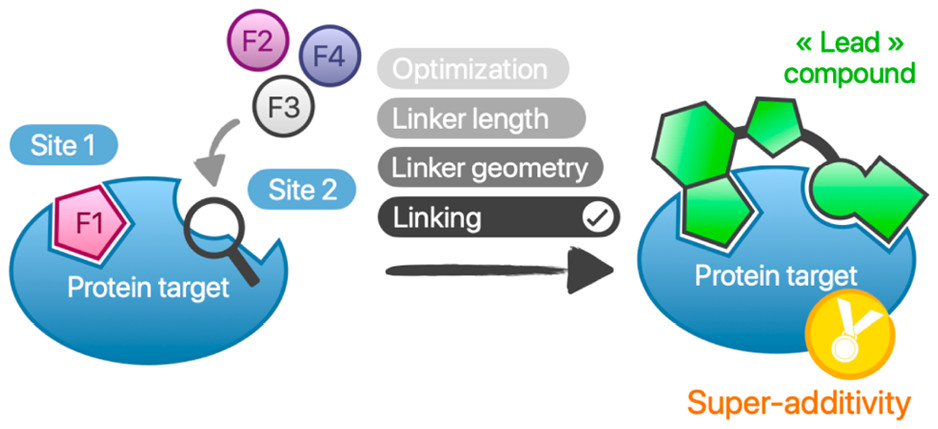 F2
F4
F3
Site 1
Site 2
F1
Protein target
Optimization
Linker length
Linker geometry
Linking
« Lead »
compound
Protein target
Super-additivity